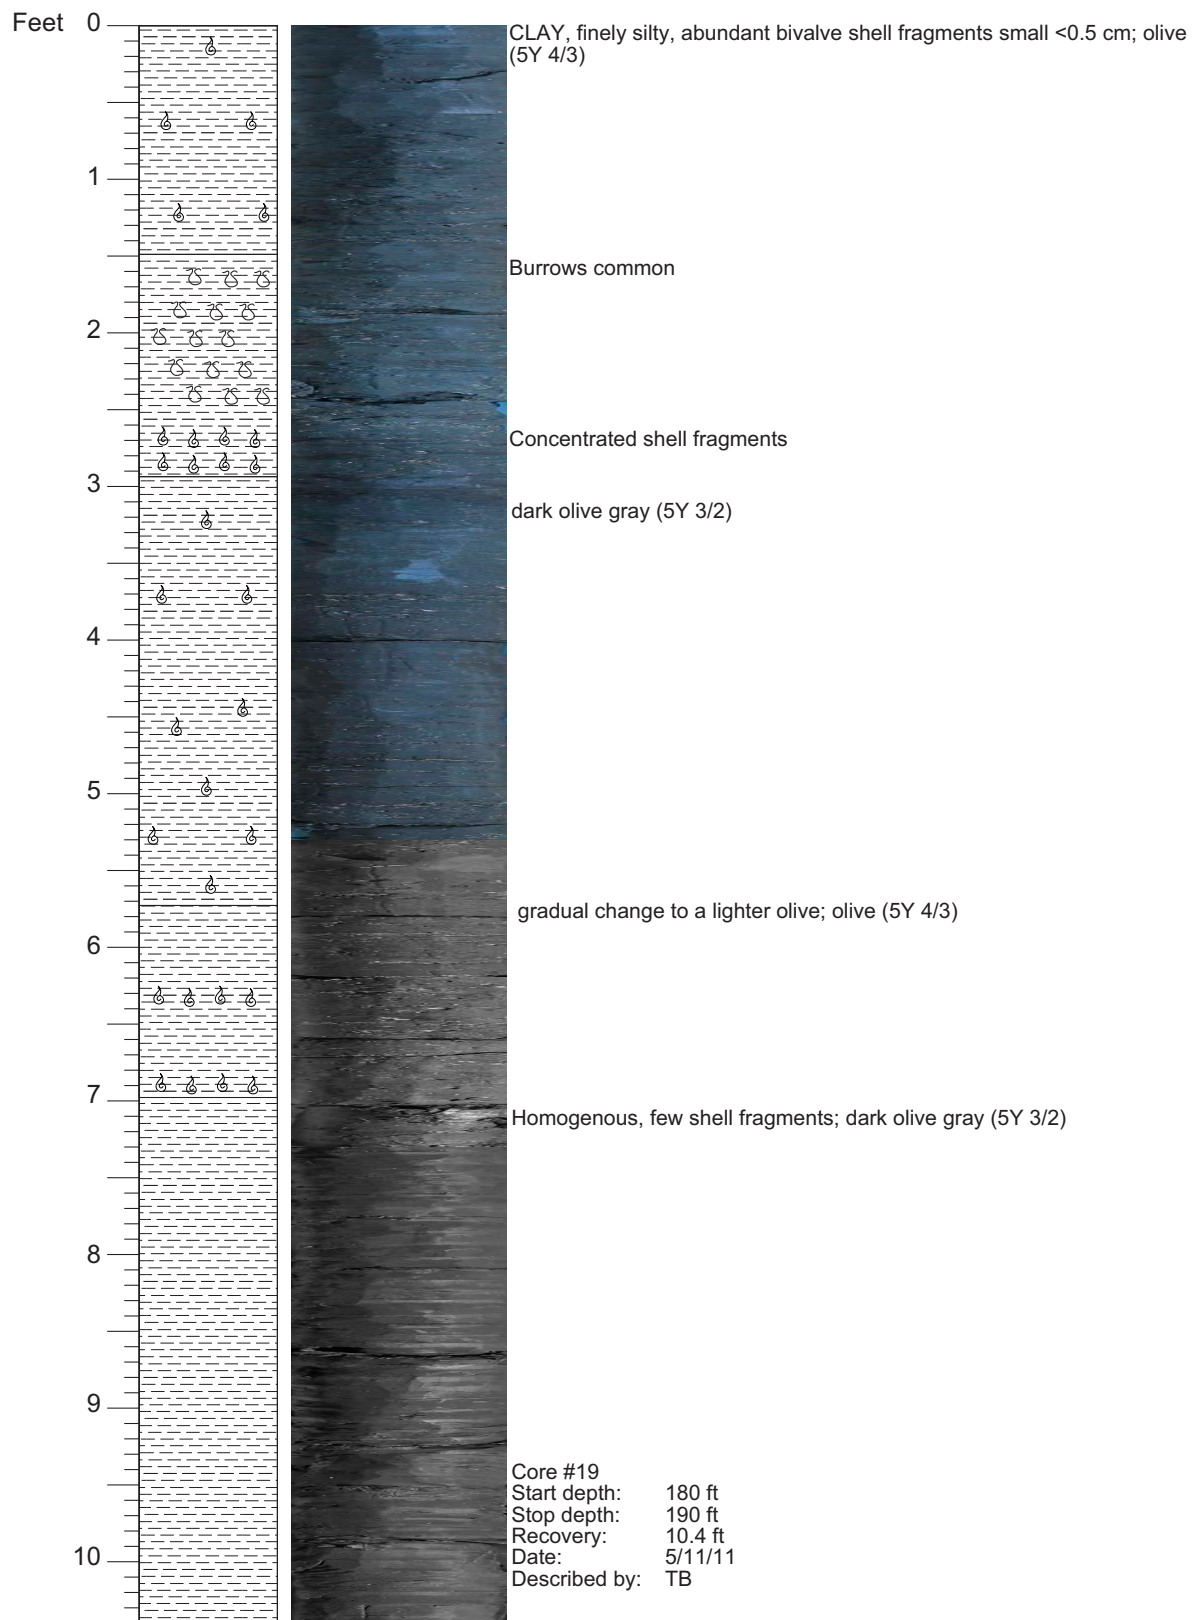 Feet 0
CLAY, finely silty, abundant bivalve shell fragments small <0.5 cm; olive
(5Y 4/3)
1
Burrows common
2
Concentrated shell fragments
3
dark olive gray (5Y 3/2)
4
5
gradual change to a lighter olive; olive (5Y 4/3)
6
7
Homogenous, few shell fragments; dark olive gray (5Y 3/2)
8
9
Core #19
Start depth: 180 ft
Stop depth: 190 ft
Recovery: 10.4 ft
Date: 5/11/11
10
Described by: TB